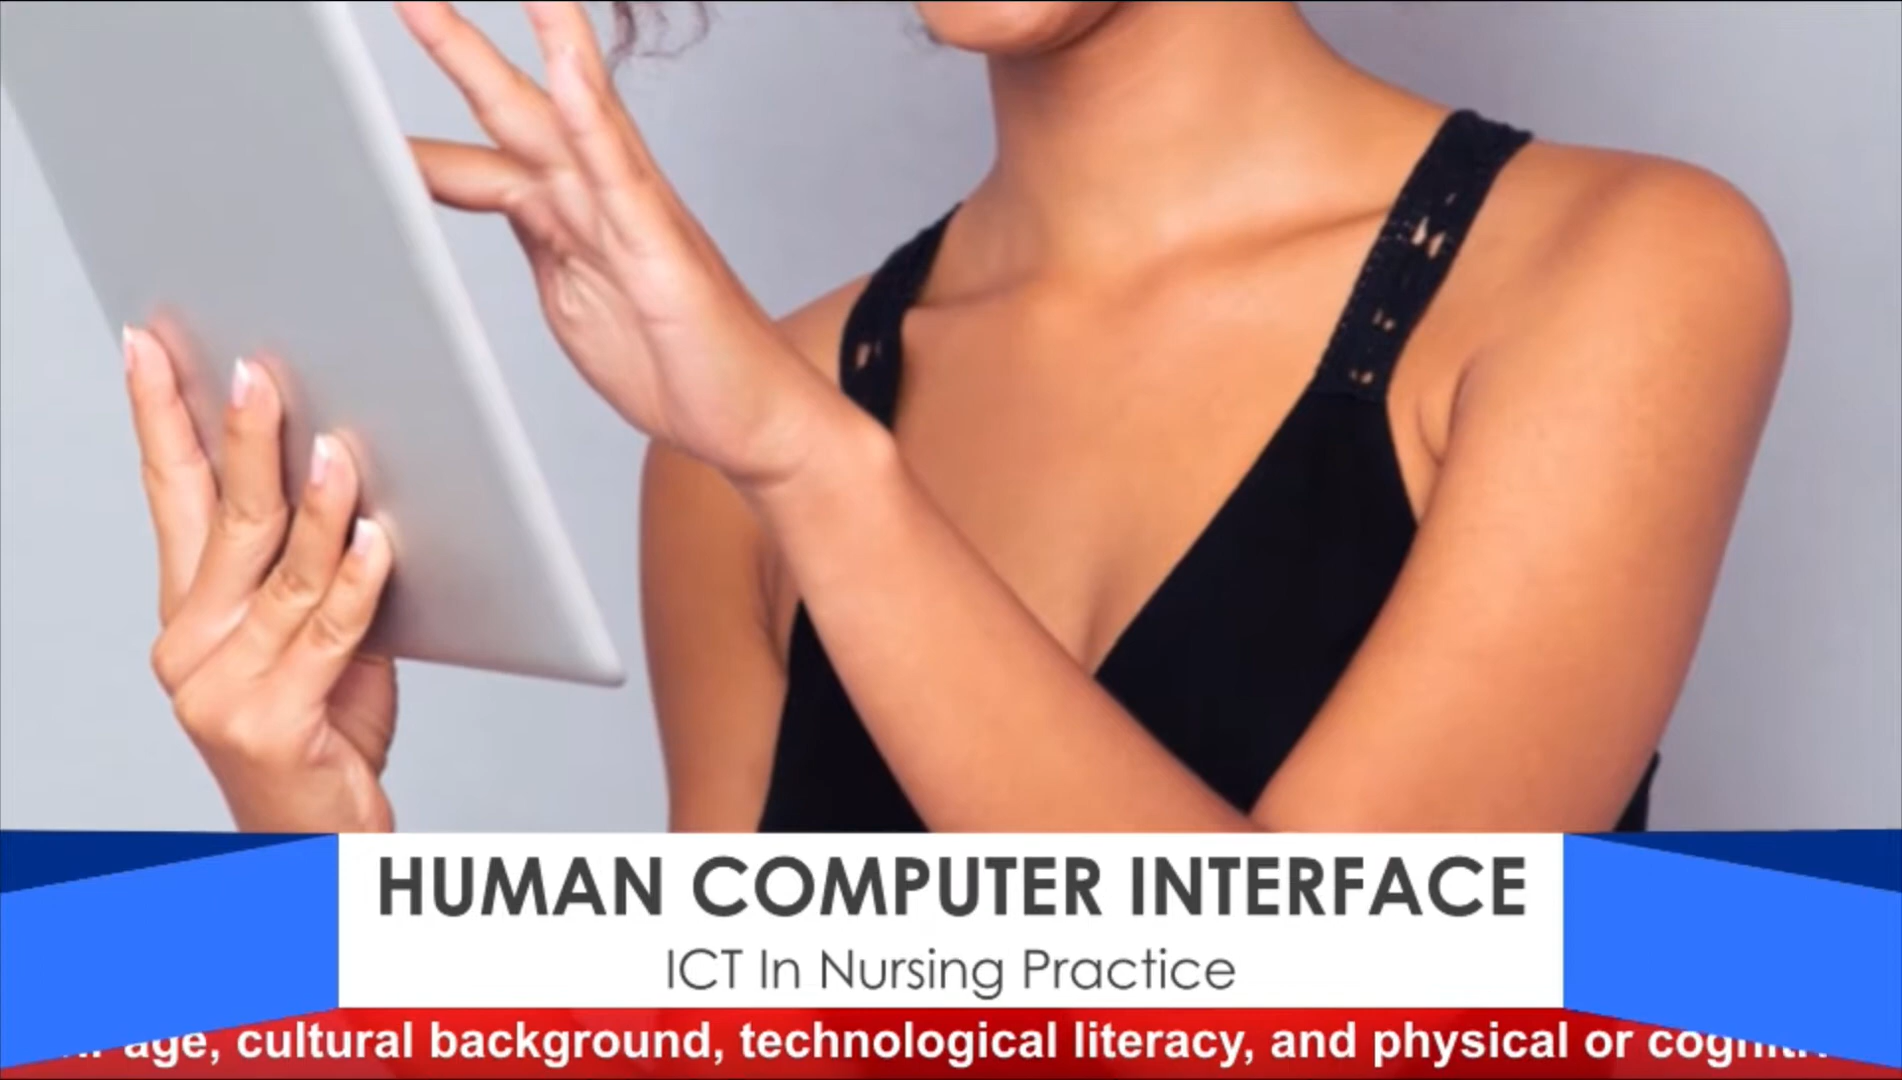 HUMAN COMPUTER INTERFACE
ICT In Nursing Practice
age, cultural background, technological literacy, and physical or